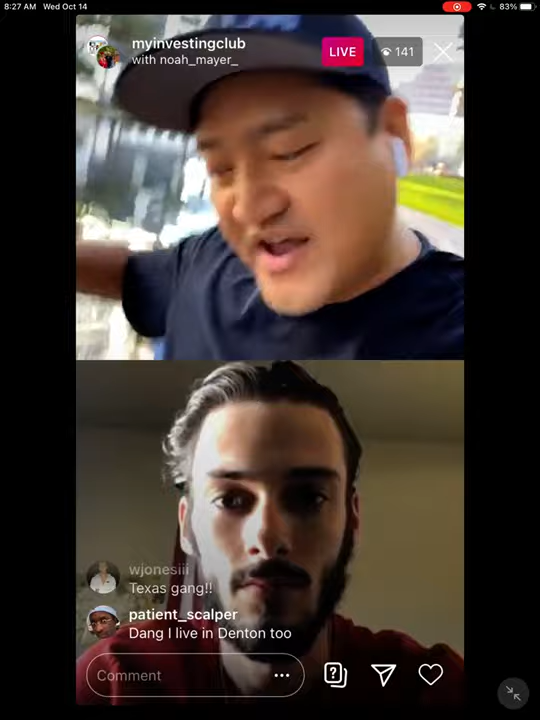 8:27 AM Wed Oct 14
83%
myinvestingclub
with noah_mayer_
LIVE
141
wjonesiii
Texas gang!!
patient_scalper
Dang I live in Denton too
Comment